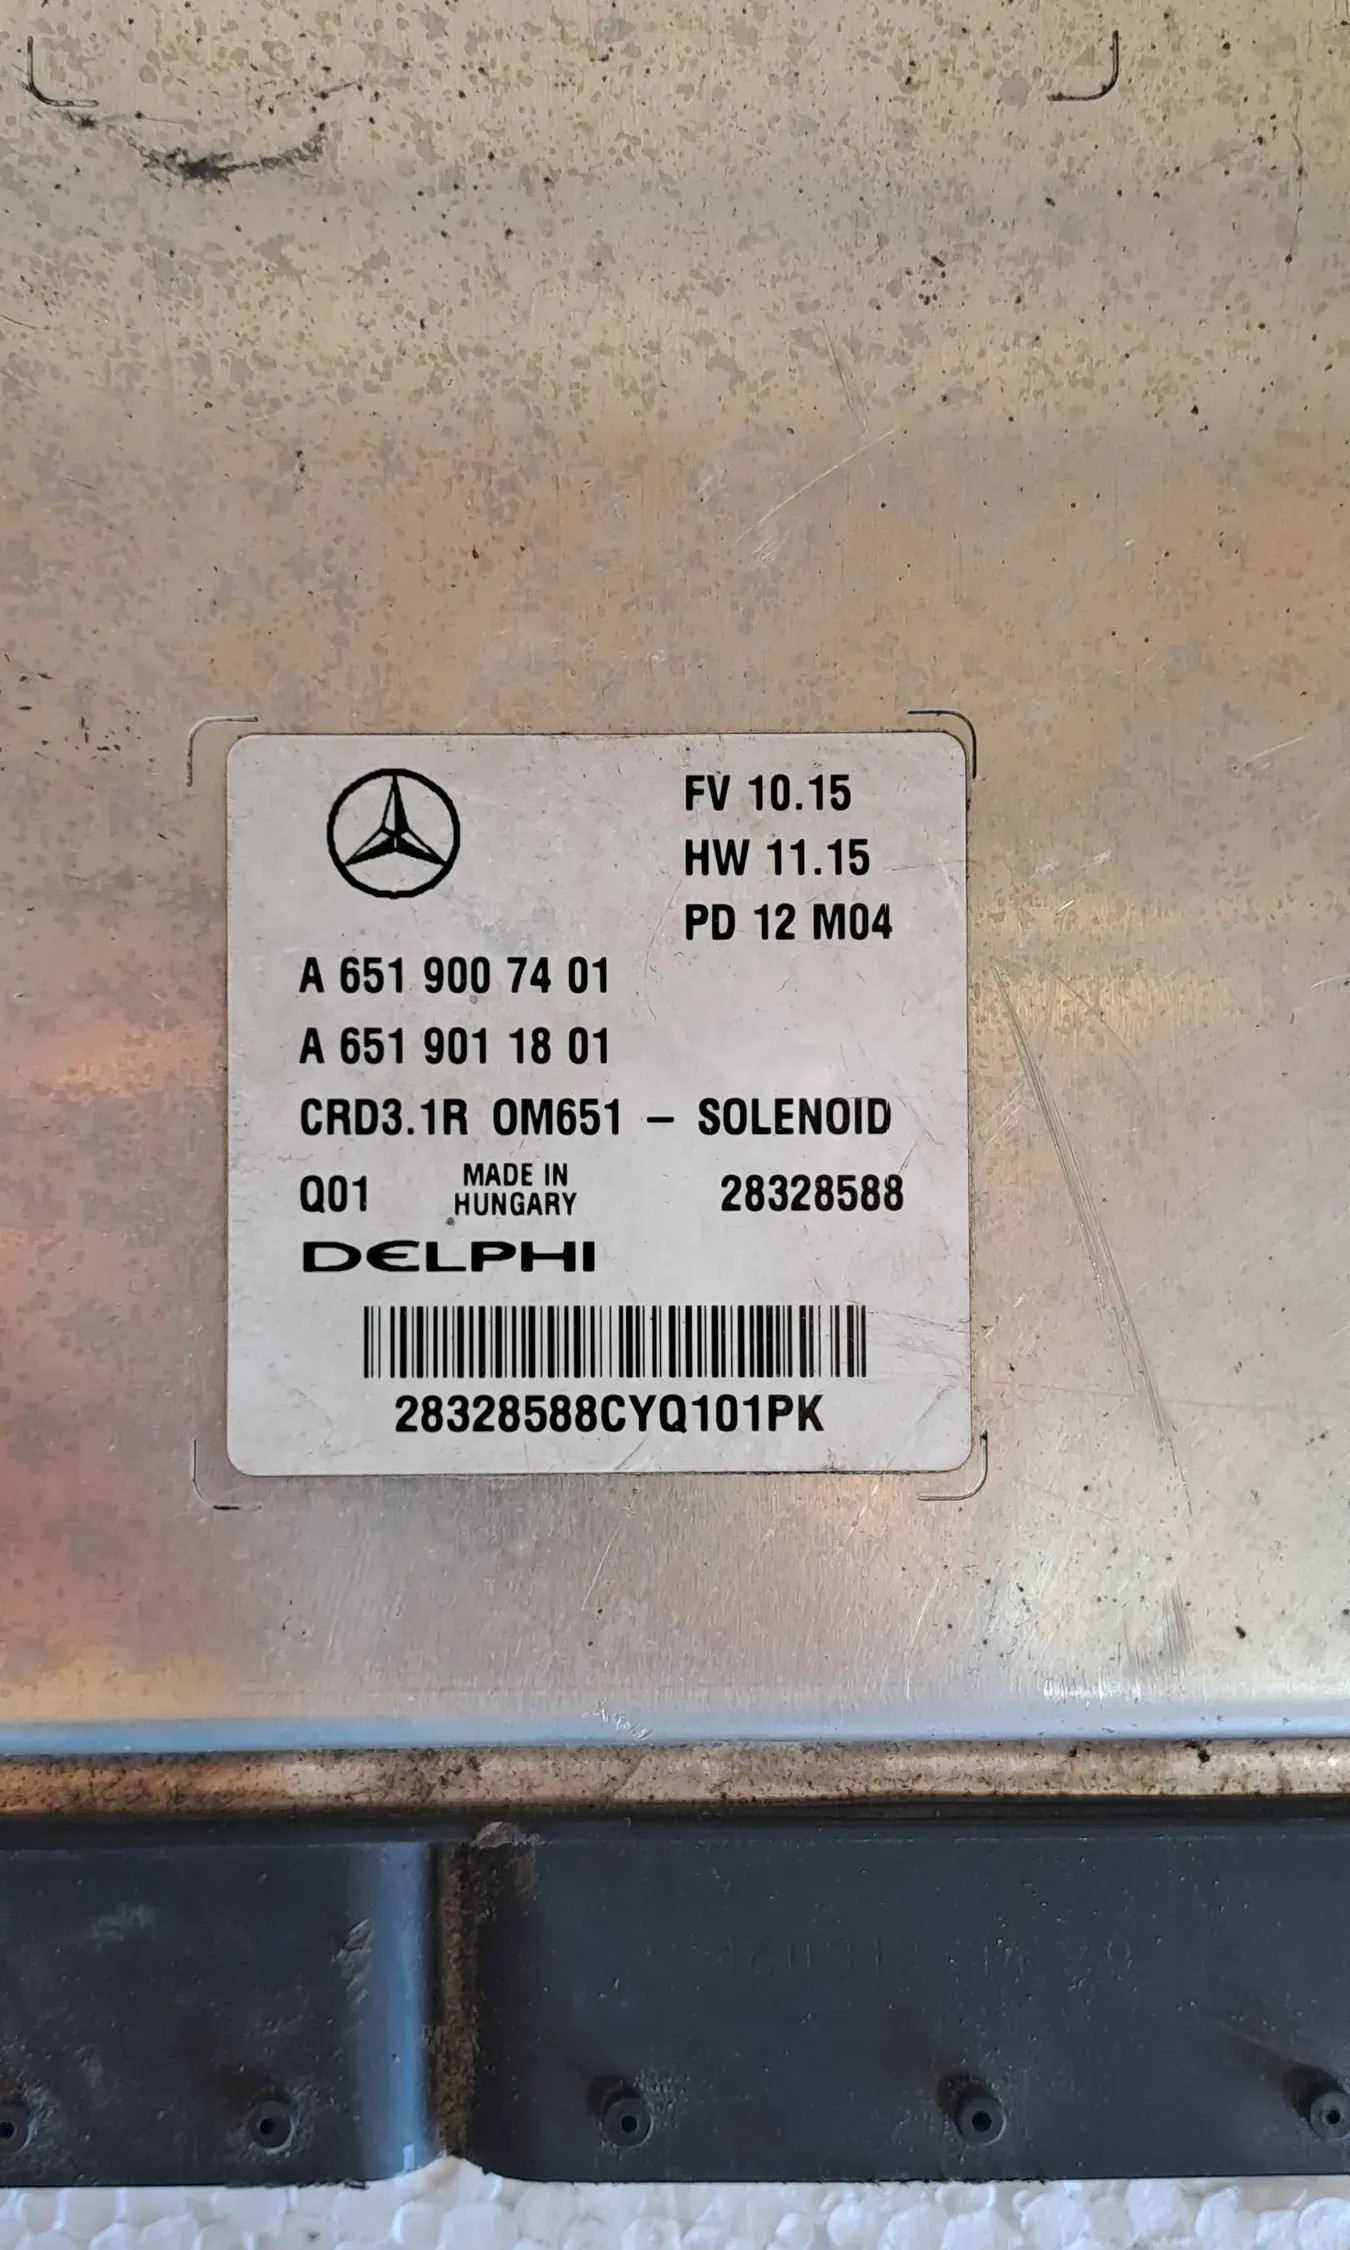 FV 10.15
HW 11.15
PD 12 M04
A 651 900 74 01
A 651 901 18 01
CRD3.1R OM651 – SOLENOID
Q01 MADE IN HUNGARY 28328588
DELPHI
28328588CYQ101PK